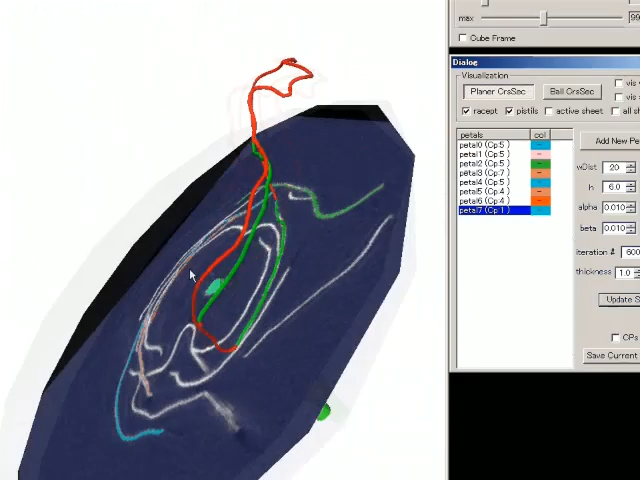 max
99
Cube Frame
Dialog
Visualization
Planer CrsSec
Ball CrsSec
vis
vis
racept
pistils
active sheet
all sh
petals
col
petal0 (Cp:5 )
petal1 (Cp:5 )
petal2 (Cp:5 )
petal3 (Cp:7 )
petal4 (Cp:5 )
petal5 (Cp:4 )
petal6 (Cp:4 )
petal7 (Cp:1 )
Add New Pe
wDist
20
h
6.0
alpha
0.010
beta
0.010
Iteration #
600
thickness
1.0
Update S
CPs
Save Current